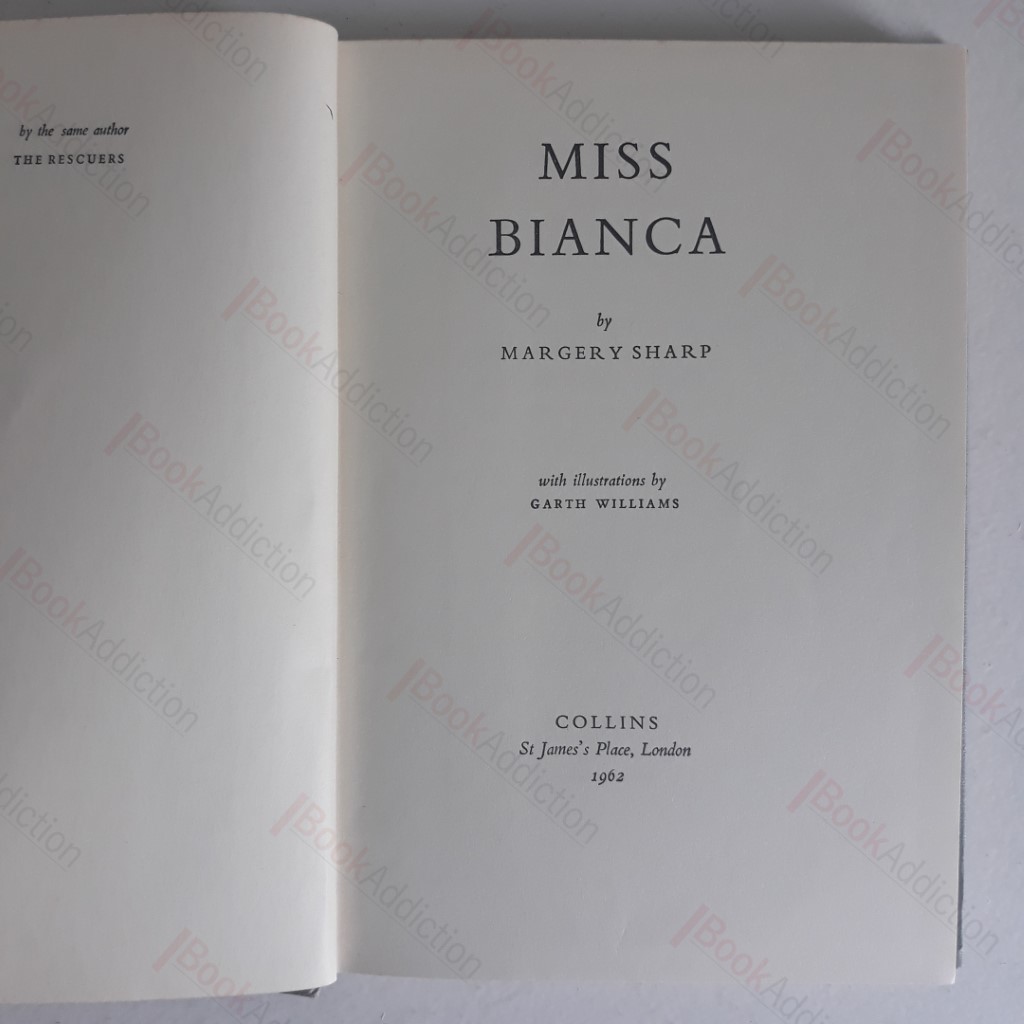 by the same author
THE RESCUERS
MISS
BIANCA
by
MARGERY SHARP
with illustrations by
GARTH WILLIAMS
COLLINS
St James's Place, London
1962
BookAddiction